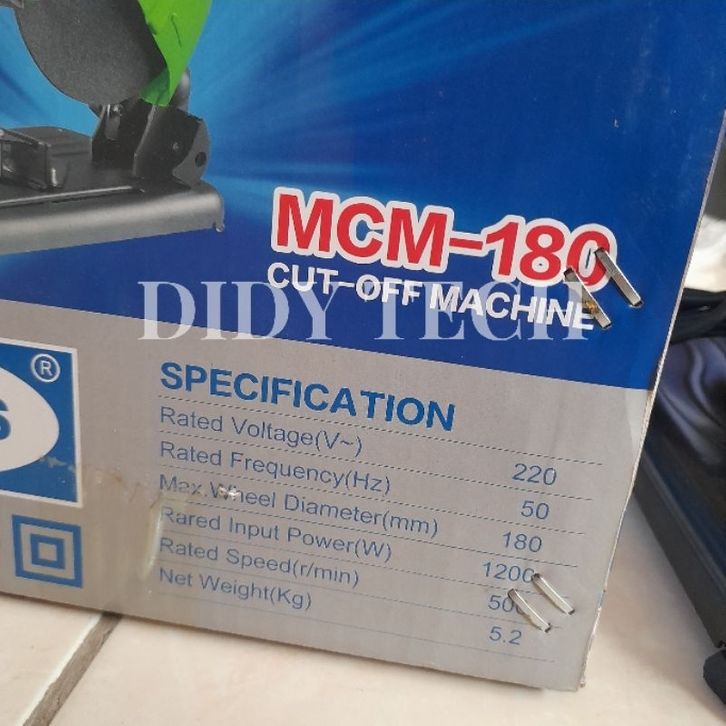 MCM-180
CUT-OFF MACHINE
DIDY TECH
®
SPECIFICATION
Rated Voltage(V~) 220
Rated Frequency(Hz) 50
Max.Wheel Diameter(mm) 180
Rared Input Power(W) 1200
Rated Speed(r/min)
Net Weight(Kg) 5.2